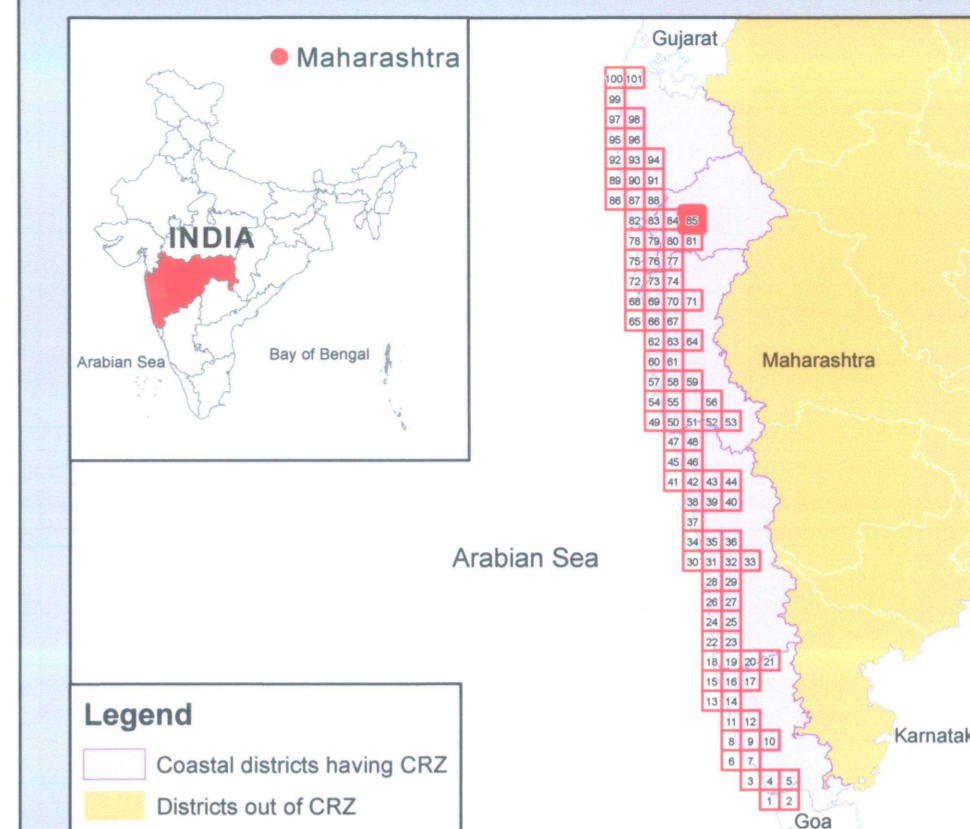 Maharashtra
INDIA
Arabian Sea
Bay of Bengal
Gujarat
100 101
99
97 98
95 96
92 93 94
89 90 91
86 87 88
82 83 84 85
78 79 80 81
75 76 77
72 73 74
68 69 70 71
65 66 67
62 63 64
60 61
57 58 59
54 55 56
49 50 51 52 53
47 48
45 46
41 42 43 44
38 39 40
37
34 35 36
30 31 32 33
28 29
26 27
24 25
22 23
18 19 20 21
15 16 17
13 14
11 12
8 9 10
6 7
3 4 5
1 2
Maharashtra
Arabian Sea
Karnatak
Goa
Legend
Coastal districts having CRZ
Districts out of CRZ